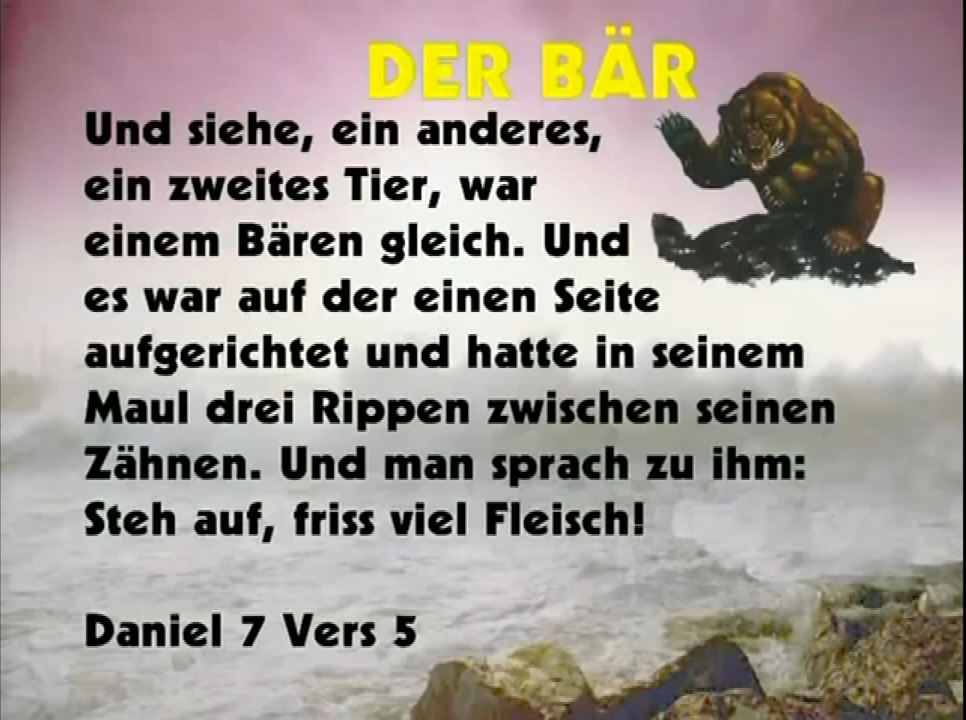 DER BÄR
Und siehe, ein anderes,
ein zweites Tier, war
einem Bären gleich. Und
es war auf der einen Seite
aufgerichtet und hatte in seinem
Maul drei Rippen zwischen seinen
Zähnen. Und man sprach zu ihm:
Steh auf, friss viel Fleisch!
Daniel 7 Vers 5